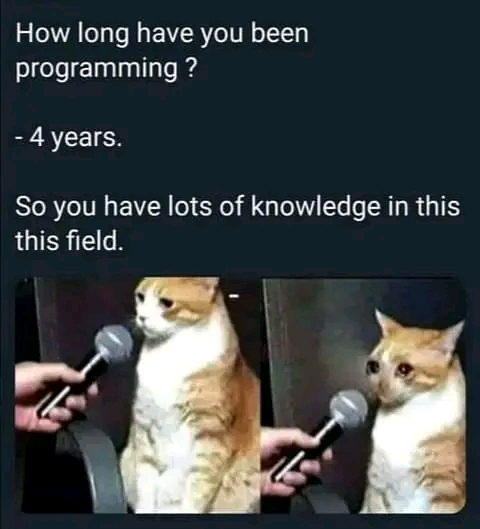 How long have you been
programming ?
- 4 years.
So you have lots of knowledge in this
this field.